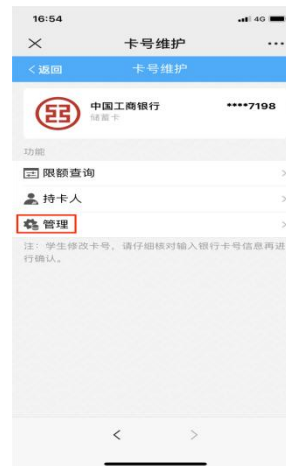 16:54
4G
卡号维护
< 返回 卡号维护
中国工商银行 ****7198
储蓄卡
功能
限额查询
持卡人
管理
注：学生修改卡号，请仔细核对输入银行卡号信息再进
行确认。